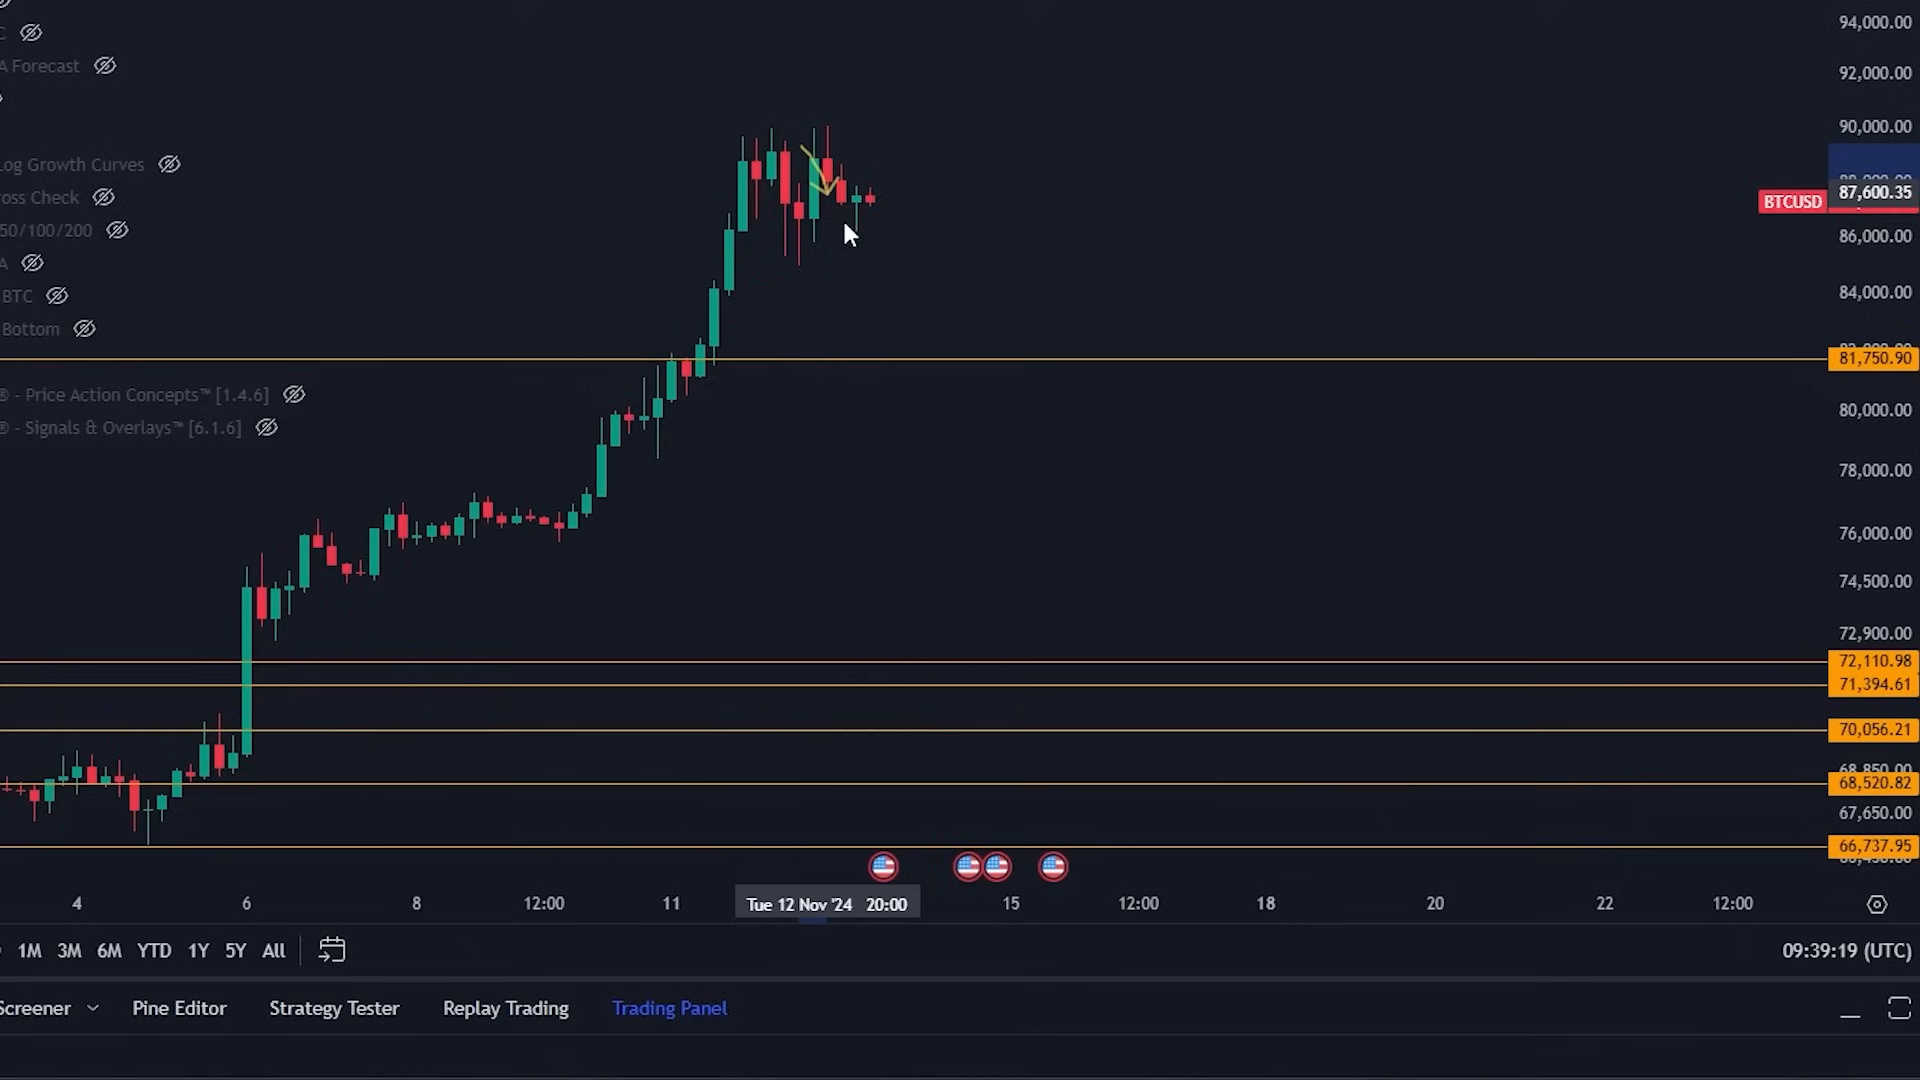 C
A Forecast
Log Growth Curves
ross Check
50/100/200
A
BTC
Bottom
® - Price Action Concepts™ [1.4.6]
® - Signals & Overlays™ [6.1.6]
94,000.00
92,000.00
90,000.00
BTCUSD 87,600.35
86,000.00
84,000.00
81,750.90
80,000.00
78,000.00
76,000.00
74,500.00
72,900.00
72,110.98
71,394.61
70,056.21
68,850.00
68,520.82
67,650.00
66,737.95
4 6 8 12:00 11 Tue 12 Nov '24 20:00 15 12:00 18 20 22 12:00
1M 3M 6M YTD 1Y 5Y All 09:39:19 (UTC)
Screener Pine Editor Strategy Tester Replay Trading Trading Panel